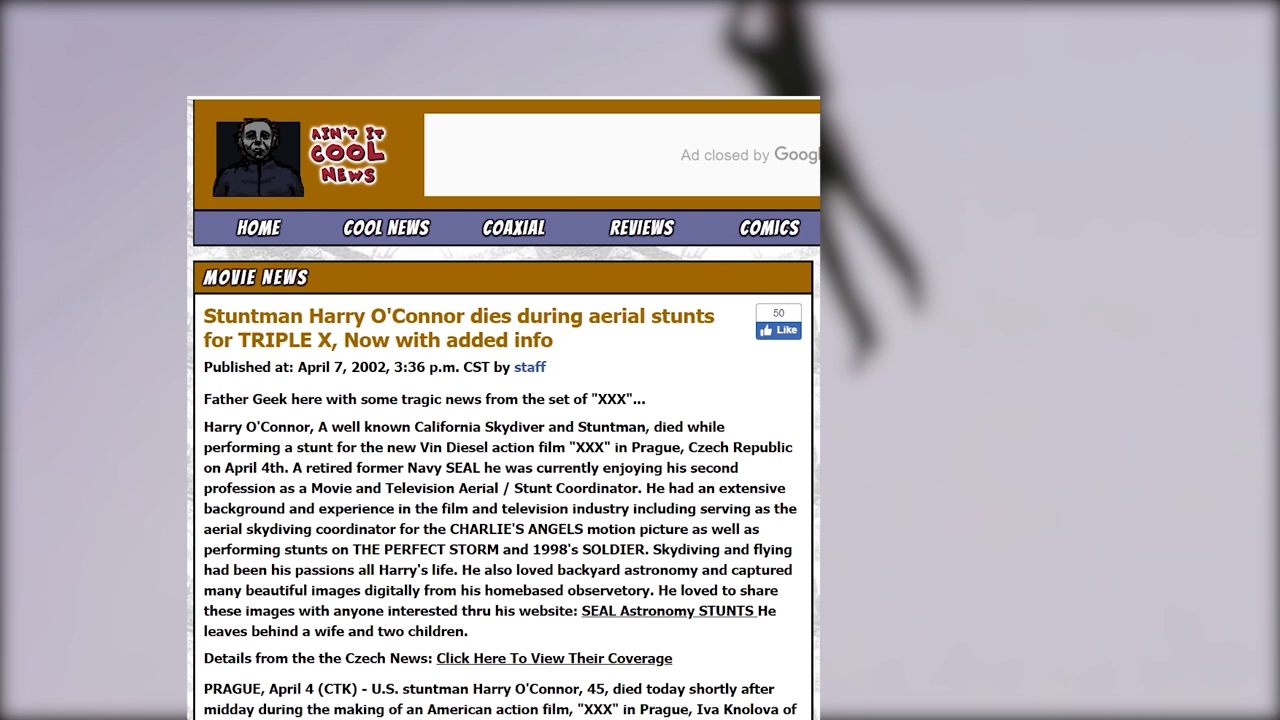 AIN'T IT
COOL
NEWS
Ad closed by Googl
HOME COOL NEWS COAXIAL REVIEWS COMICS
MOVIE NEWS
Stuntman Harry O'Connor dies during aerial stunts
for TRIPLE X, Now with added info
50
Like
Published at: April 7, 2002, 3:36 p.m. CST by staff
Father Geek here with some tragic news from the set of "XXX"...
Harry O'Connor, A well known California Skydiver and Stuntman, died while
performing a stunt for the new Vin Diesel action film "XXX" in Prague, Czech Republic
on April 4th. A retired former Navy SEAL he was currently enjoying his second
profession as a Movie and Television Aerial / Stunt Coordinator. He had an extensive
background and experience in the film and television industry including serving as the
aerial skydiving coordinator for the CHARLIE'S ANGELS motion picture as well as
performing stunts on THE PERFECT STORM and 1998's SOLDIER. Skydiving and flying
had been his passions all Harry's life. He also loved backyard astronomy and captured
many beautiful images digitally from his homebased observetory. He loved to share
these images with anyone interested thru his website: SEAL Astronomy STUNTS He
leaves behind a wife and two children.
Details from the the Czech News: Click Here To View Their Coverage
PRAGUE, April 4 (CTK) - U.S. stuntman Harry O'Connor, 45, died today shortly after
midday during the making of an American action film, "XXX" in Prague, Iva Knolova of